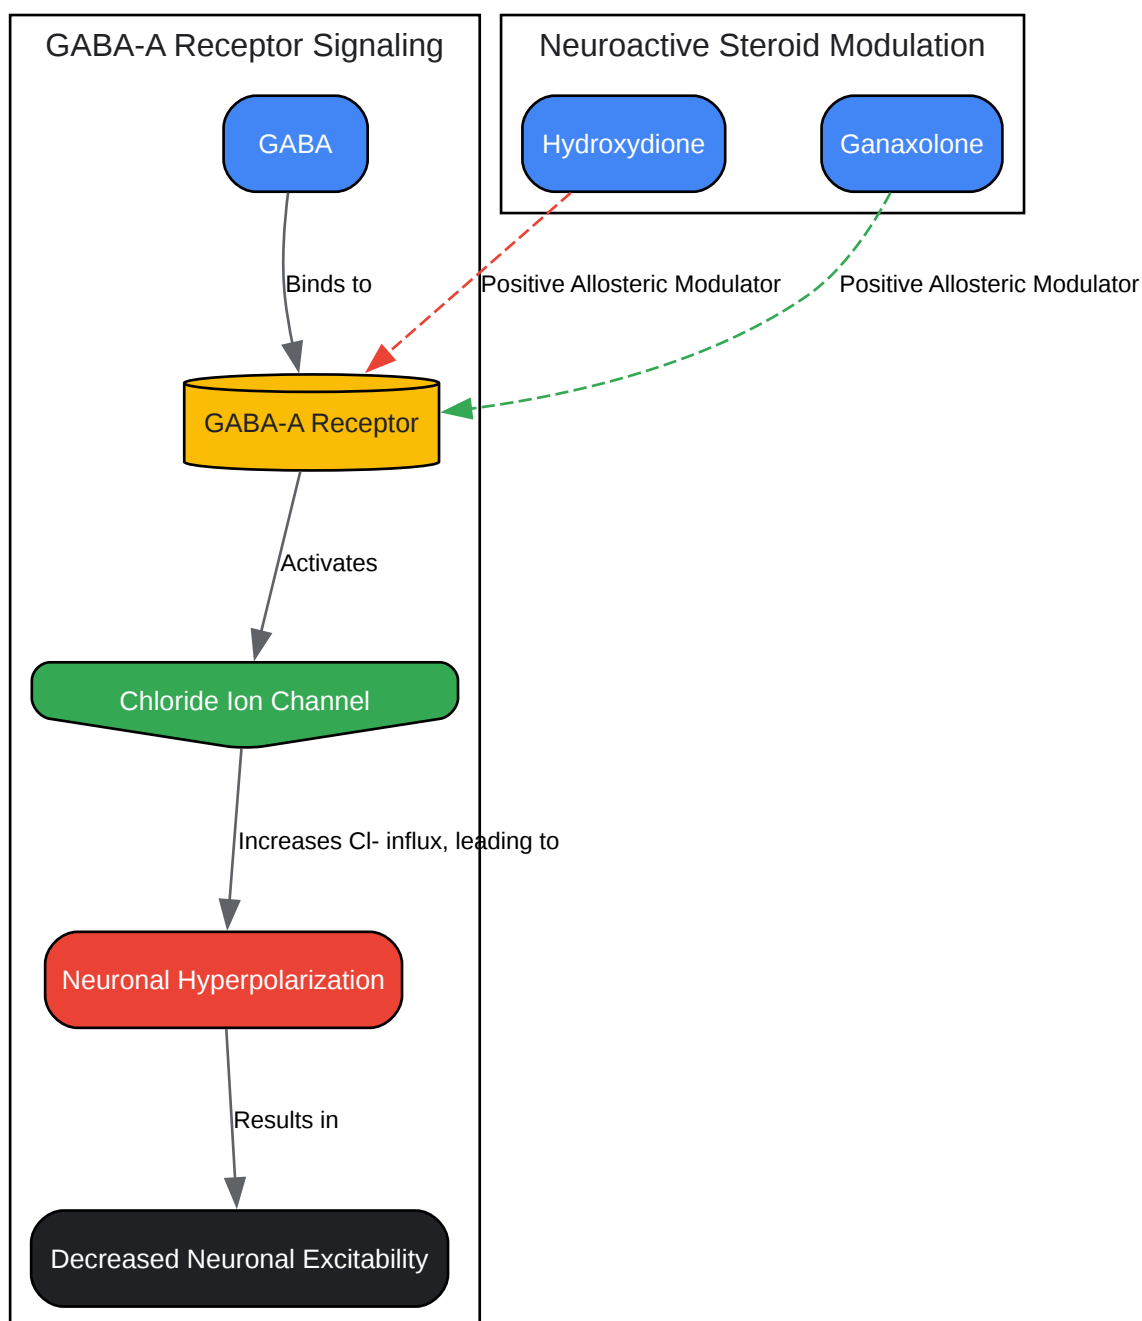 GABA-A Receptor Signaling
Neuroactive Steroid Modulation
GABA
Hydroxydione
Ganaxolone
Binds to
Positive Allosteric Modulator
Positive Allosteric Modulator
GABA-A Receptor
Activates
Chloride Ion Channel
Increases Cl- influx, leading to
Neuronal Hyperpolarization
Results in
Decreased Neuronal Excitability